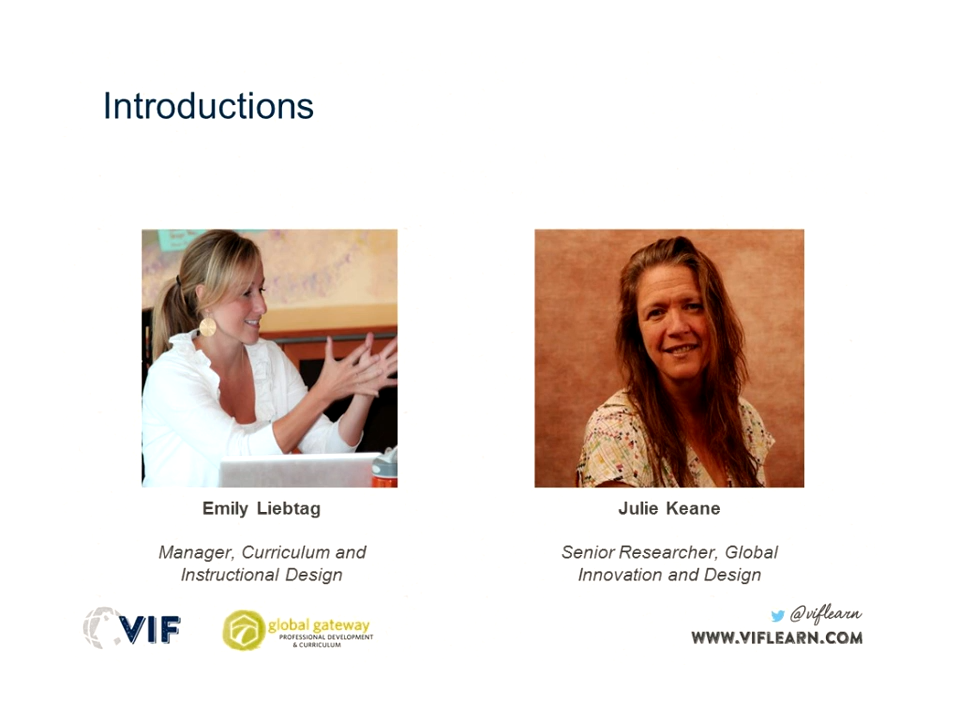 Introductions
Emily Liebtag
Manager, Curriculum and
Instructional Design
Julie Keane
Senior Researcher, Global
Innovation and Design
VIF
global gateway
PROFESSIONAL DEVELOPMENT
& CURRICULUM
@viflearn
WWW.VIFLEARN.COM